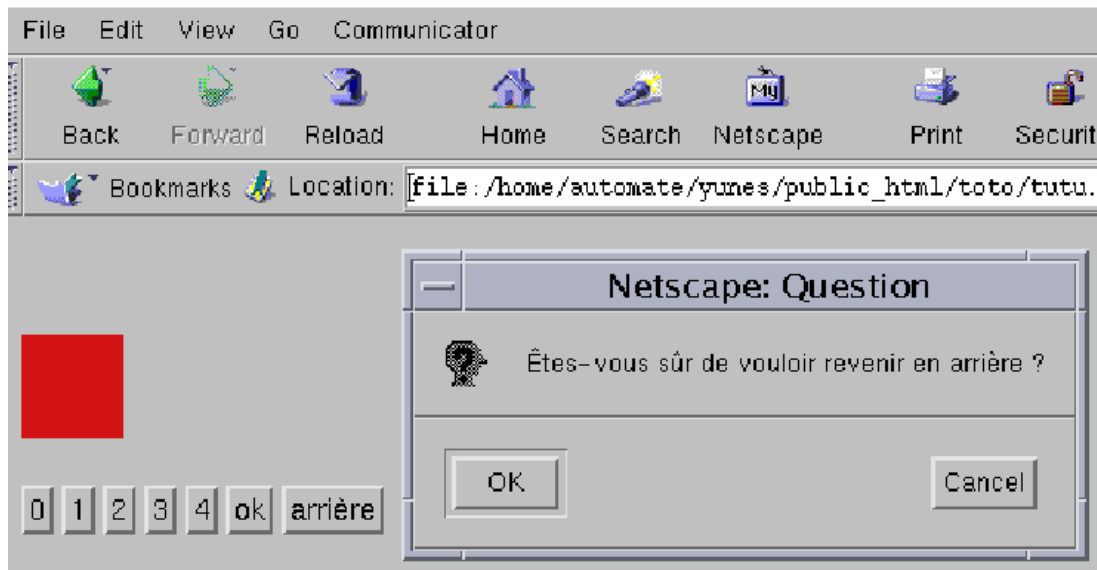 File Edit View Go Communicator
Back Forward Reload Home Search Netscape Print Securit
My
Bookmarks Location: file:/home/automate/yunes/public_html/toto/tutu.
Netscape: Question
Êtes-vous sûr de vouloir revenir en arrière ?
OK Cancel
0 1 2 3 4 ok arrière